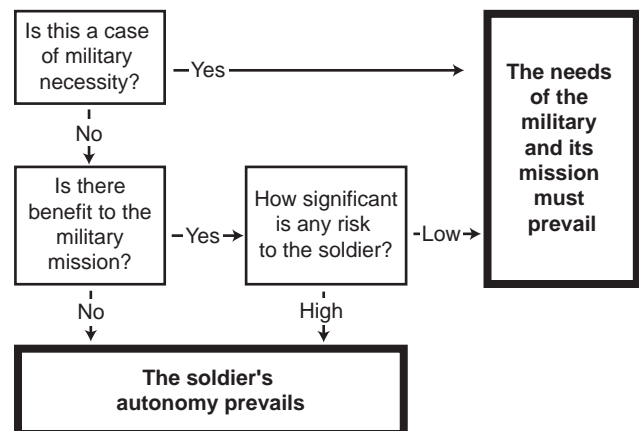 Is this a case
of military
necessity?
Yes
The needs
of the
military
and its
mission
must
prevail
No
Is there
benefit to the
military
mission?
Yes
How significant
is any risk
to the soldier?
Low
No
High
The soldier's
autonomy prevails